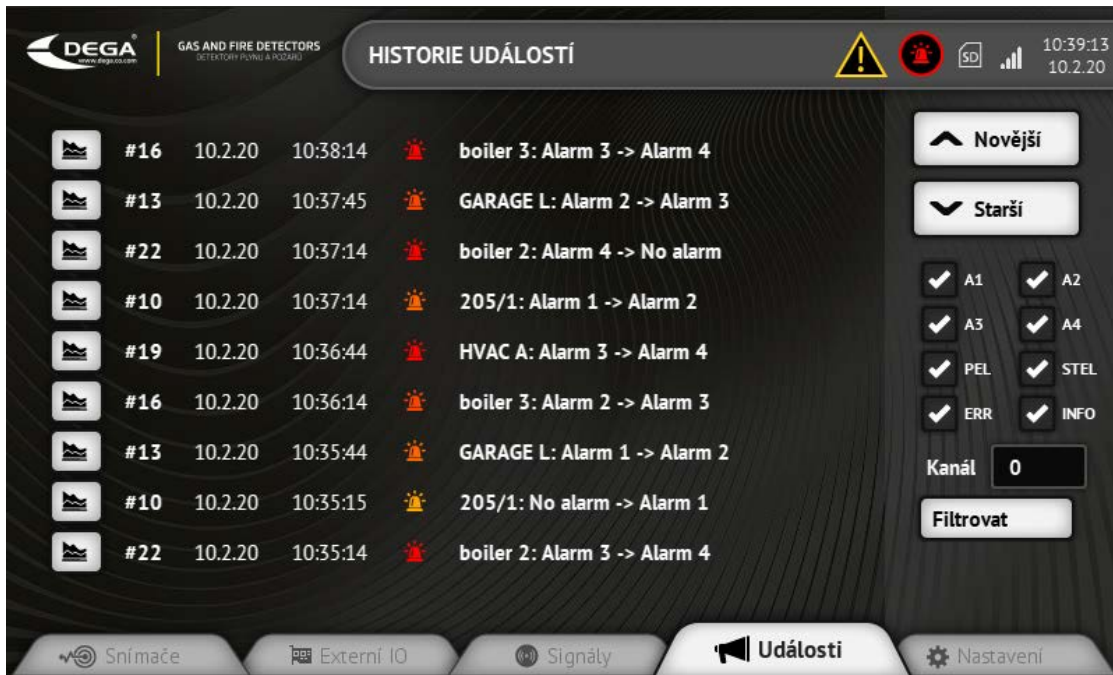 DEGA
www.dega.co.com
GAS AND FIRE DETECTORS
DETEKTORY PLYNU A POŽÁRŮ
HISTORIE UDÁLOSTÍ
SD
10:39:13
10.2.20
#16 10.2.20 10:38:14 boiler 3: Alarm 3 -> Alarm 4
#13 10.2.20 10:37:45 GARAGE L: Alarm 2 -> Alarm 3
#22 10.2.20 10:37:14 boiler 2: Alarm 4 -> No alarm
#10 10.2.20 10:37:14 205/1: Alarm 1 -> Alarm 2
#19 10.2.20 10:36:44 HVAC A: Alarm 3 -> Alarm 4
#16 10.2.20 10:36:14 boiler 3: Alarm 2 -> Alarm 3
#13 10.2.20 10:35:44 GARAGE L: Alarm 1 -> Alarm 2
#10 10.2.20 10:35:15 205/1: No alarm -> Alarm 1
#22 10.2.20 10:35:14 boiler 2: Alarm 3 -> Alarm 4
Novější
Starší
A1 A2
A3 A4
PEL STEL
ERR INFO
Kanál 0
Filtrovat
Snímače Externí IO Signály Události Nastavení